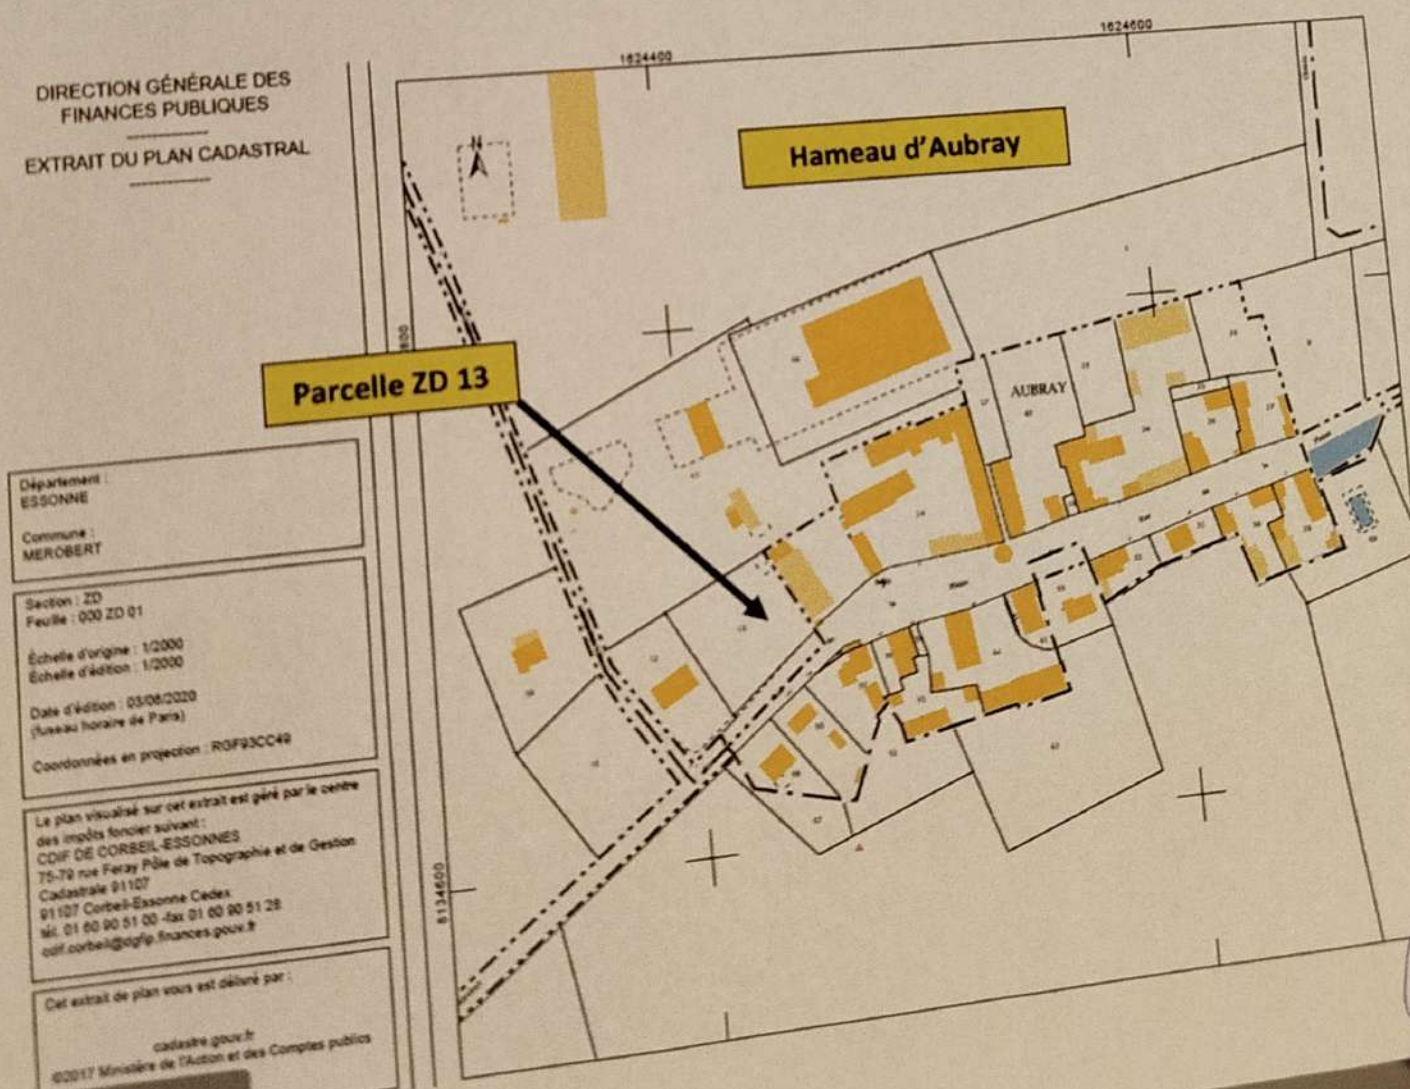 DIRECTION GÉNÉRALE DES
FINANCES PUBLIQUES
EXTRAIT DU PLAN CADASTRAL
Département :
ESSONNE
Commune :
MEROBERT
Section : ZD
Feuille : 000 ZD 01
Échelle d'origine : 1/2000
Échelle d'édition : 1/2000
Date d'édition : 03/08/2020
(fuseau horaire de Paris)
Coordonnées en projection : RGF93CC49
Le plan visualisé sur cet extrait est géré par le centre
des impôts foncier suivant :
CDIF DE CORBEIL-ESSONNES
75-79 rue Feray Pôle de Topographie et de Gestion
Cadastrale 91107
91107 Corbeil-Essonne Cedex
tél. 01 60 90 51 00 -fax 01 60 90 51 28
cdif.corbeil@dgfip.finances.gouv.fr
Cet extrait de plan vous est délivré par :
cadastre.gouv.fr
©2017 Ministère de l'Action et des Comptes publics
1624400
1624600
N
Hameau d'Aubray
Parcelle ZD 13
AUBRAY
8134600